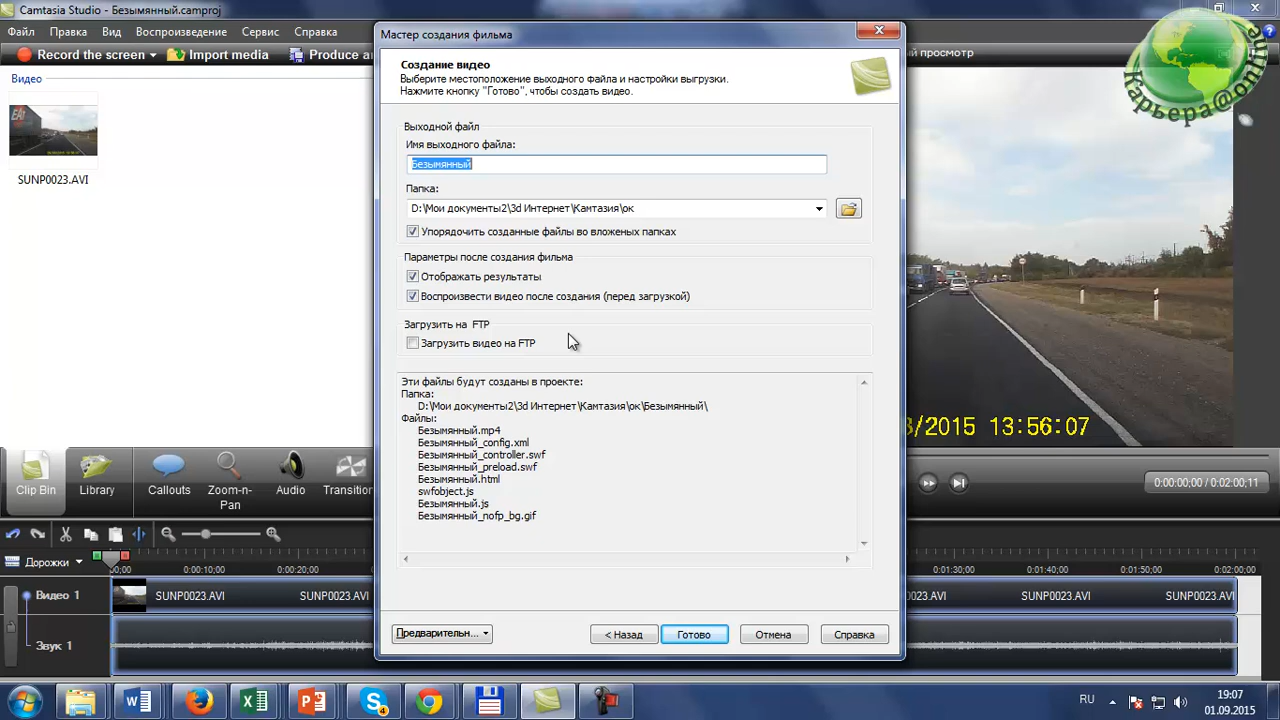 Camtasia Studio - Безымянный.camproj
Файл Правка Вид Воспроизведение Сервис Справка
Record the screen Import media Produce a
Видео
SUNP0023.AVI
Мастер создания фильма
Создание видео
Выберите местоположение выходного файла и настройки выгрузки.
Нажмите кнопку "Готово", чтобы создать видео.
Выходной файл
Имя выходного файла:
Безымянный
Папка:
D:\Мои документы2\3d Интернет\Камтазия\ок
Упорядочить созданные файлы во вложеных папках
Параметры после создания фильма
Отображать результаты
Воспроизвести видео после создания (перед загрузкой)
Загрузить на FTP
Загрузить видео на FTP
Эти файлы будут созданы в проекте:
Папка:
D:\Мои документы2\3d Интернет\Камтазия\ок\Безымянный\
Файлы:
Безымянный.mp4
Безымянный_config.xml
Безымянный_controller.swf
Безымянный_preload.swf
Безымянный.html
swfobject.js
Безымянный.js
Безымянный_nofp_bg.gif
Предварительн... < Назад Готово Отмена Справка
й просмотр
Карьера@online
/2015 13:56:07
0:00:00;00 / 0:02:00;11
Clip Bin Library Callouts Zoom-n-Pan Audio Transition
Дорожки
00;00 0:00:10;00 0:00:20;00 0:01:30;00 0:01:40;00 0:01:50;00 0:02:00;00
Видео 1 SUNP0023.AVI SUNP0023.AVI 0023.AVI SUNP0023.AVI SUNP0023.AVI
Звук 1
RU 19:07
01.09.2015